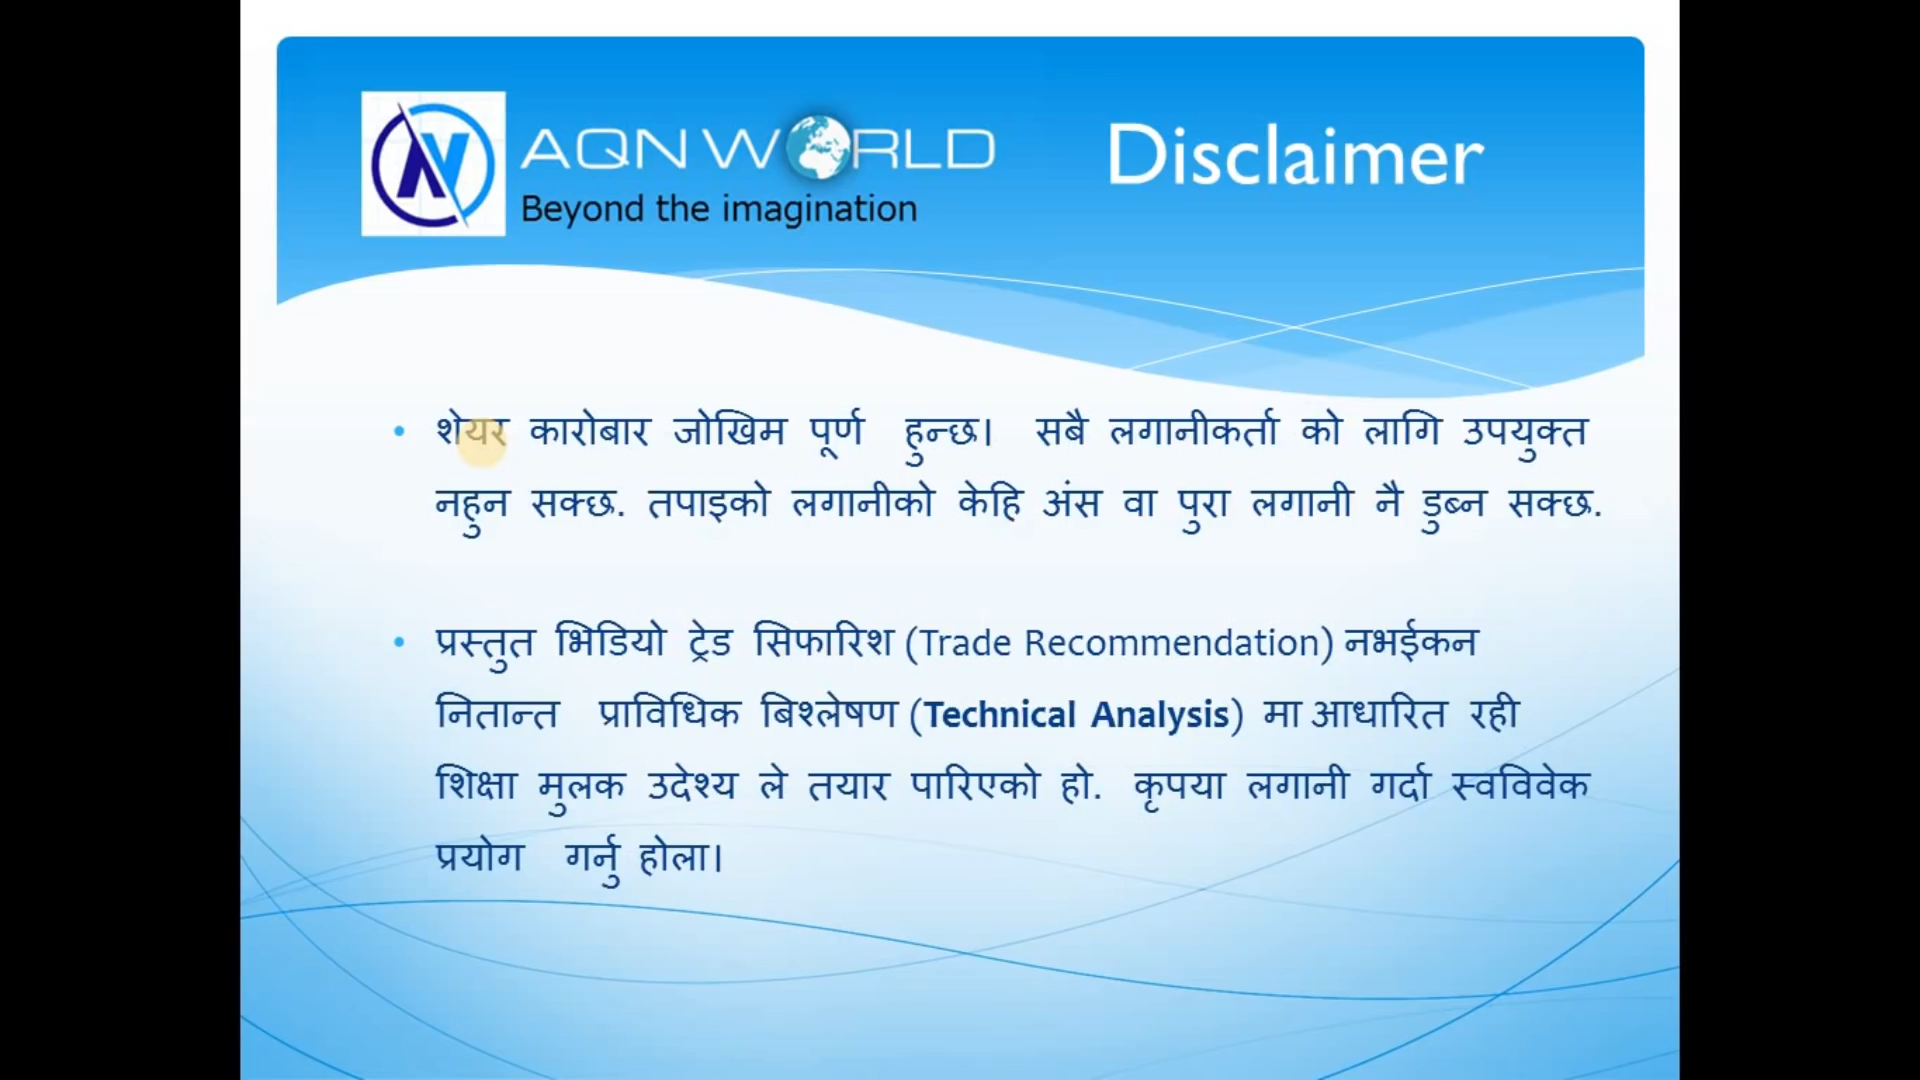 AQN WORLD
Disclaimer
Beyond the imagination
• शेयर कारोबार जोखिम पूर्ण हुन्छ। सबै लगानीकर्ता को लागि उपयुक्त
नहुन सक्छ. तपाइको लगानीको केहि अंस वा पुरा लगानी नै डुब्न सक्छ.
• प्रस्तुत भिडियो ट्रेड सिफारिश (Trade Recommendation) नभईकन
नितान्त प्राविधिक बिश्लेषण (Technical Analysis) मा आधारित रही
शिक्षा मुलक उदेश्य ले तयार पारिएको हो. कृपया लगानी गर्दा स्वविवेक
प्रयोग गर्नु होला।